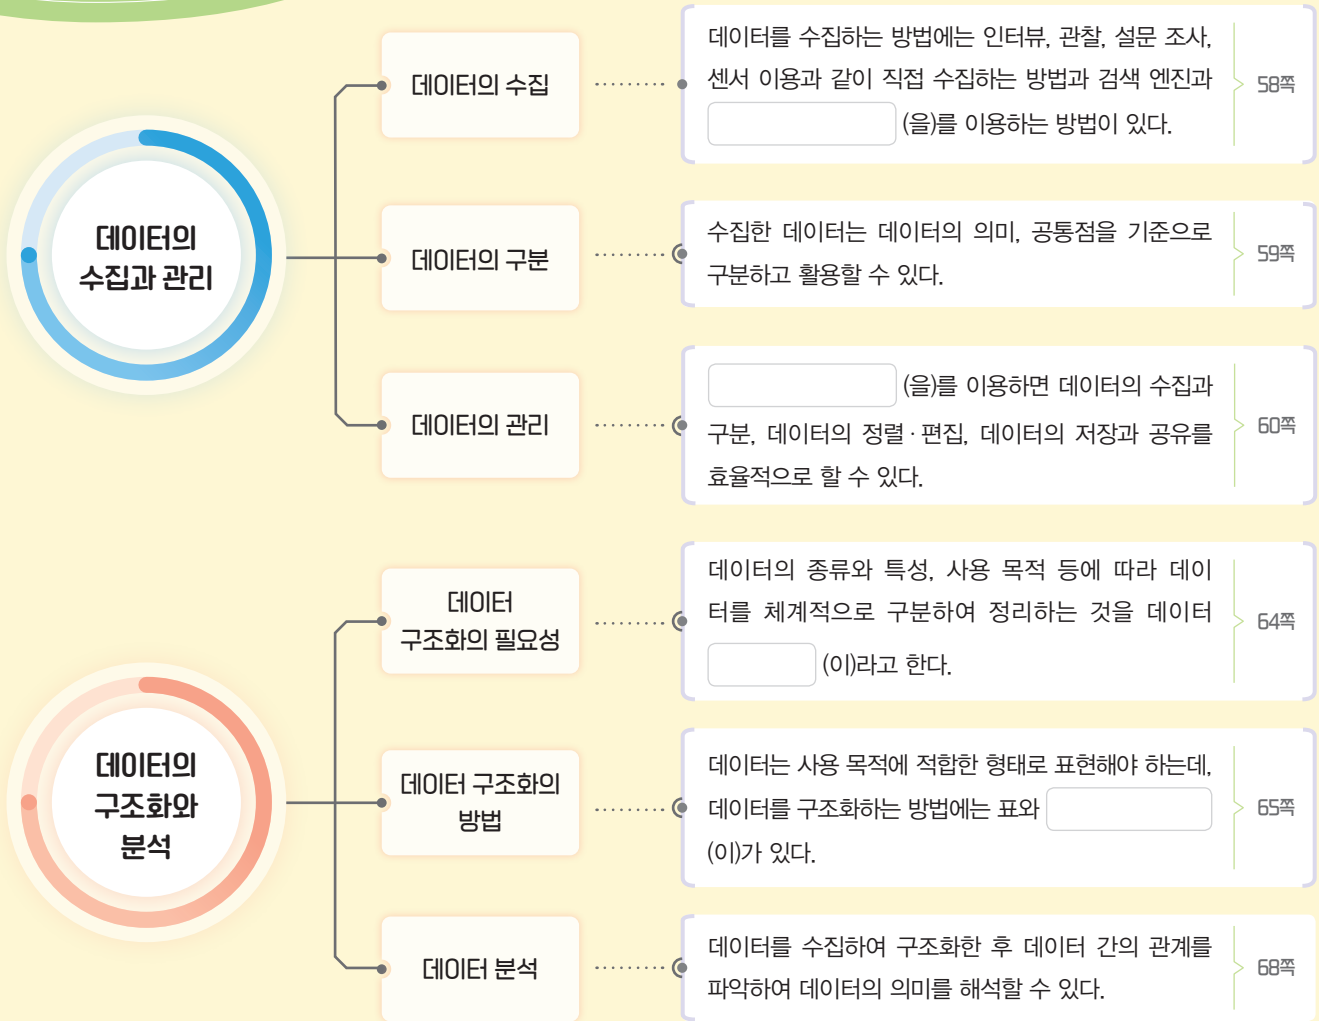 데이터의
수집과 관리
데이터의 수집
데이터를 수집하는 방법에는 인터뷰, 관찰, 설문 조사,
센서 이용과 같이 직접 수집하는 방법과 검색 엔진과
(을)를 이용하는 방법이 있다.
58쪽
데이터의 구분
수집한 데이터는 데이터의 의미, 공통점을 기준으로
구분하고 활용할 수 있다.
59쪽
데이터의 관리
(을)를 이용하면 데이터의 수집과
구분, 데이터의 정렬·편집, 데이터의 저장과 공유를
효율적으로 할 수 있다.
60쪽
데이터의
구조화와
분석
데이터
구조화의 필요성
데이터의 종류와 특성, 사용 목적 등에 따라 데이
터를 체계적으로 구분하여 정리하는 것을 데이터
(이)라고 한다.
64쪽
데이터 구조화의
방법
데이터는 사용 목적에 적합한 형태로 표현해야 하는데,
데이터를 구조화하는 방법에는 표와
(이)가 있다.
65쪽
데이터 분석
데이터를 수집하여 구조화한 후 데이터 간의 관계를
파악하여 데이터의 의미를 해석할 수 있다.
68쪽